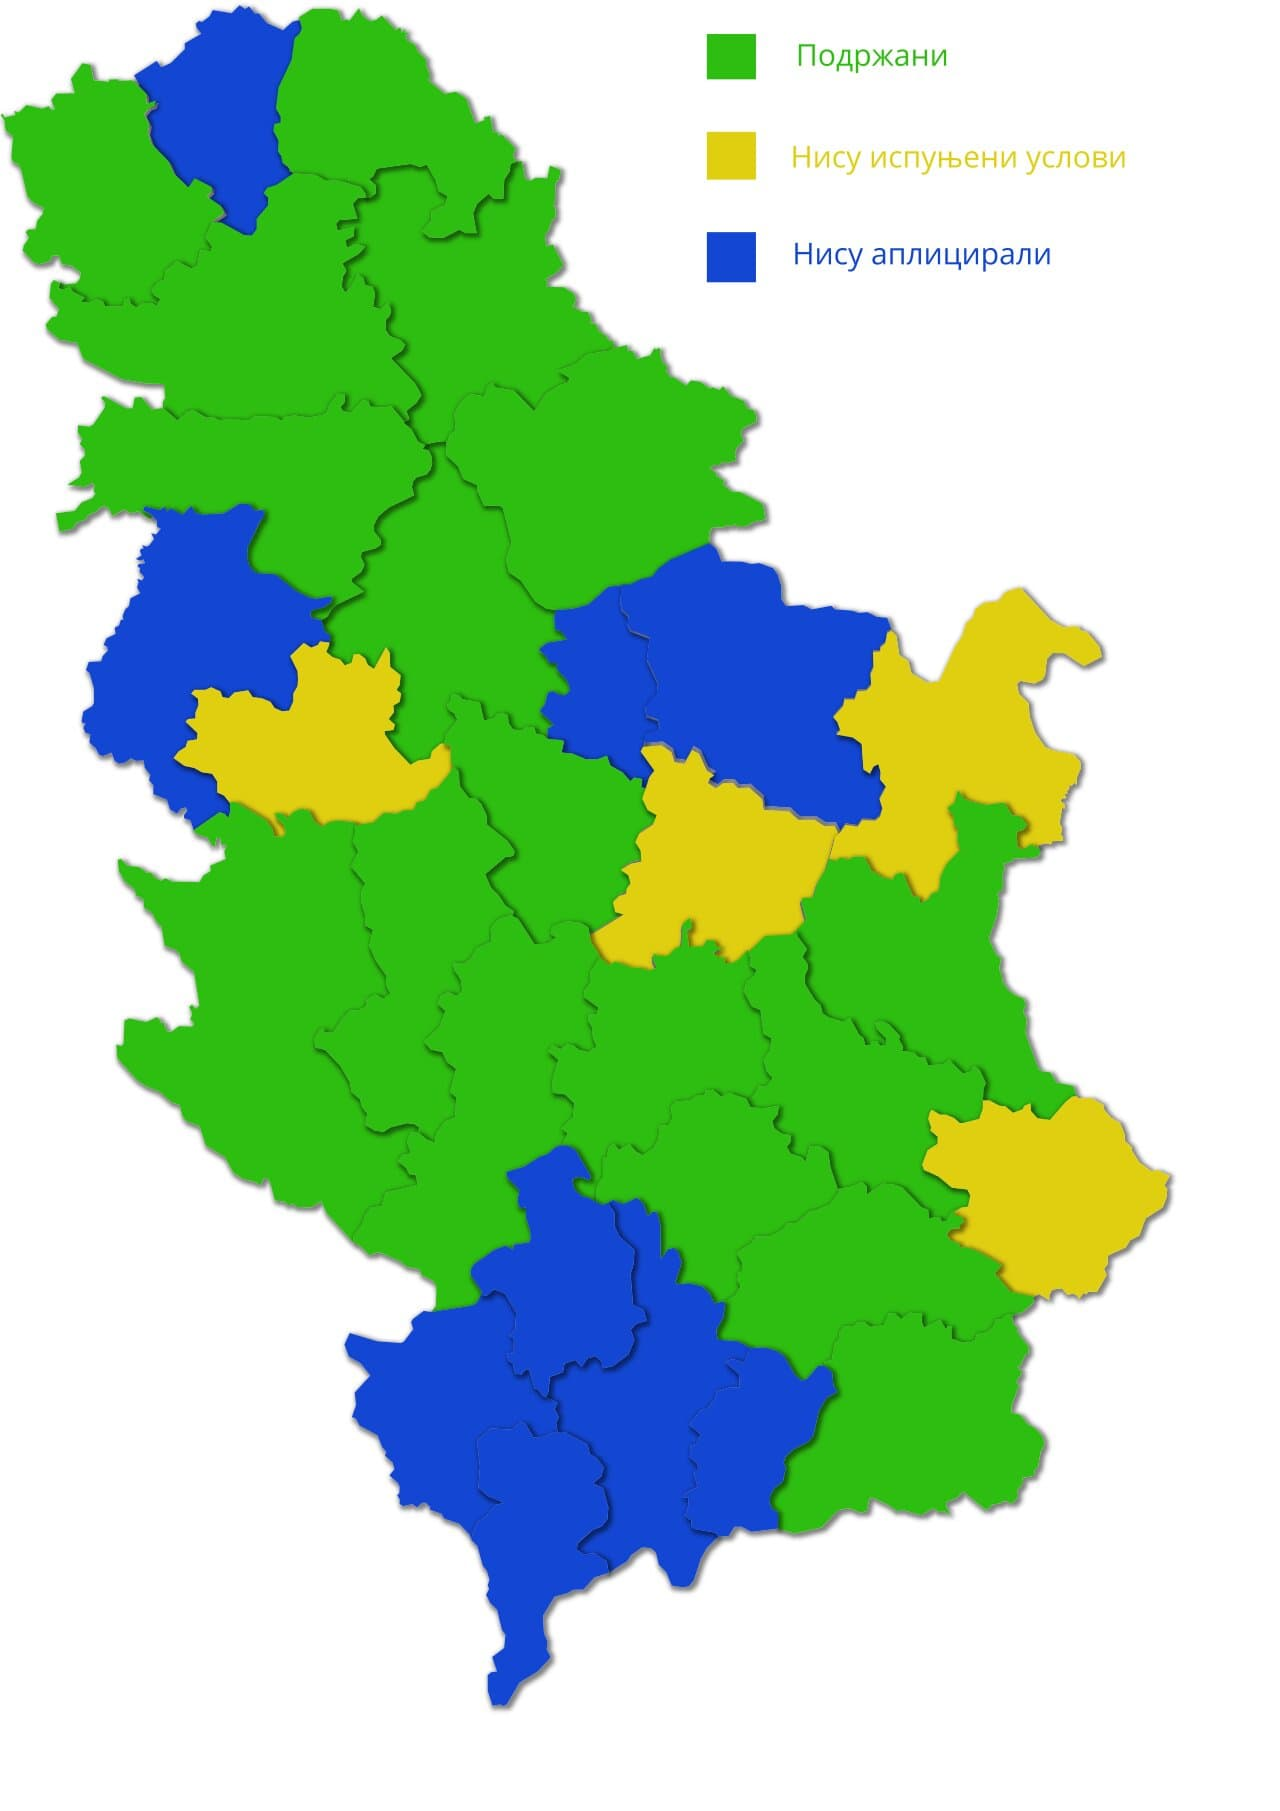 Подржани
Нису испуњени услови
Нису аплицирали